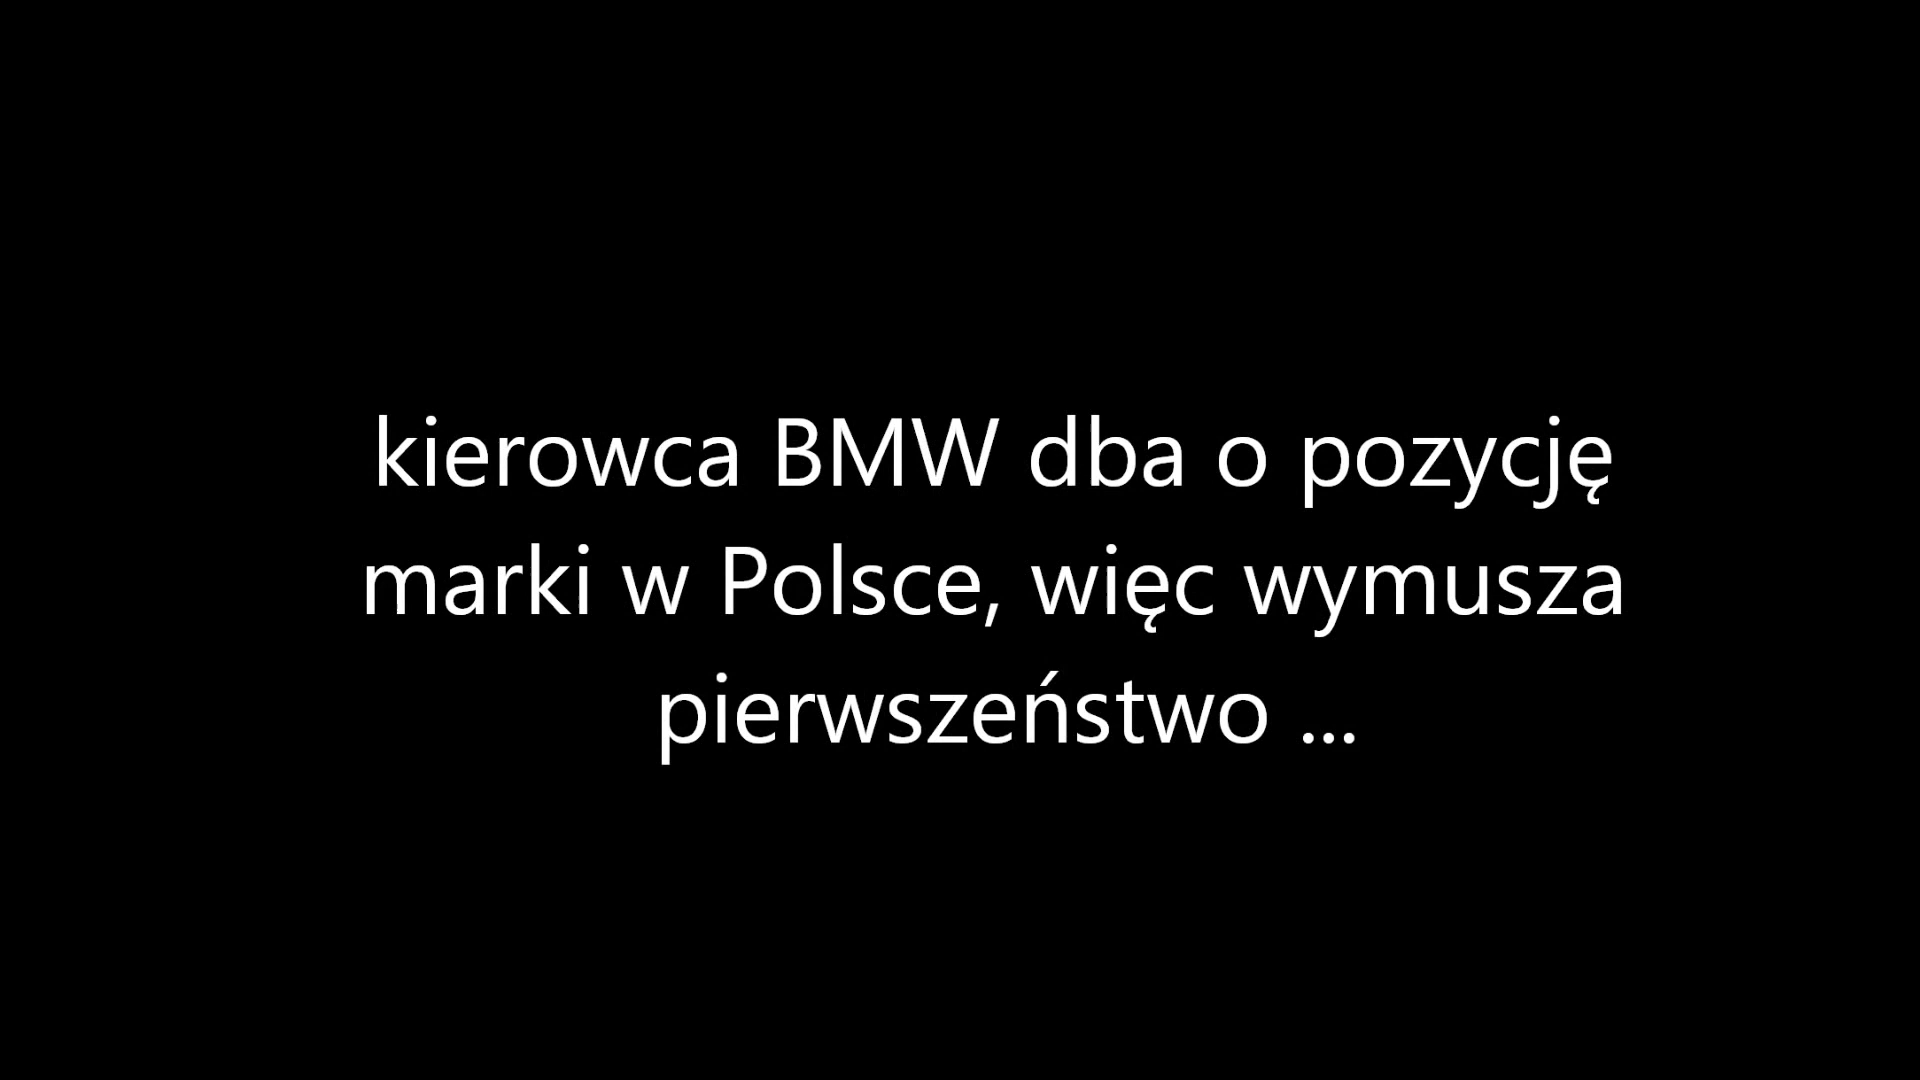 kierowca BMW dba o pozycję
marki w Polsce, więc wymusza
pierwszeństwo ...